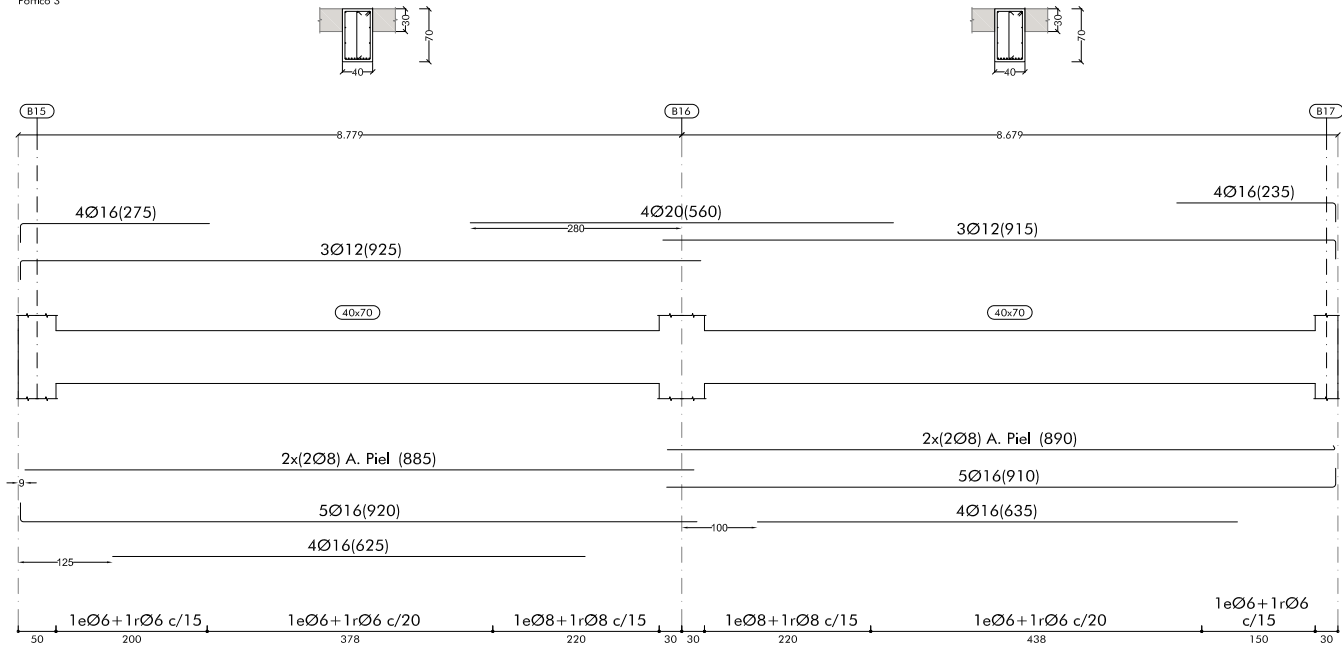 Pórtico 3
30
70
40
30
70
40
B15
B16
B17
8.779
8.679
4Ø16(235)
4Ø16(275)
4Ø20(560)
280
3Ø12(915)
3Ø12(925)
40x70
40x70
2x(2Ø8) A. Piel (890)
2x(2Ø8) A. Piel (885)
9
5Ø16(910)
5Ø16(920)
4Ø16(635)
100
4Ø16(625)
125
1eØ6+1rØ6 c/15
1eØ6+1rØ6 c/20
1eØ8+1rØ8 c/15
1eØ8+1rØ8 c/15
1eØ6+1rØ6 c/20
1eØ6+1rØ6
c/15
50 200 378 220 30 30 220 438 150 30